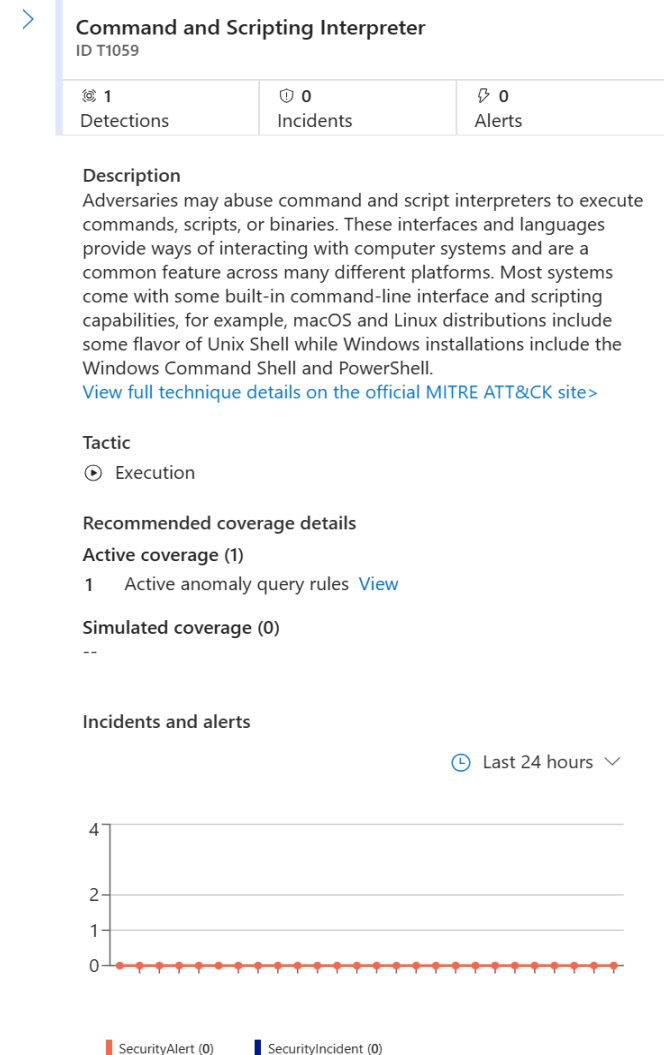 Command and Scripting Interpreter
ID T1059
1
Detections
0
Incidents
0
Alerts
Description
Adversaries may abuse command and script interpreters to execute
commands, scripts, or binaries. These interfaces and languages
provide ways of interacting with computer systems and are a
common feature across many different platforms. Most systems
come with some built-in command-line interface and scripting
capabilities, for example, macOS and Linux distributions include
some flavor of Unix Shell while Windows installations include the
Windows Command Shell and PowerShell.
View full technique details on the official MITRE ATT&CK site>
Tactic
Execution
Recommended coverage details
Active coverage (1)
1 Active anomaly query rules View
Simulated coverage (0)
--
Incidents and alerts
Last 24 hours
4
2
1
0
SecurityAlert (0) SecurityIncident (0)